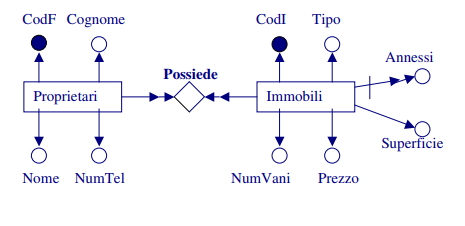 CodF Cognome CodI Tipo
Annessi
Possiede
Proprietari Immobili
Superficie
Nome NumTel NumVani Prezzo